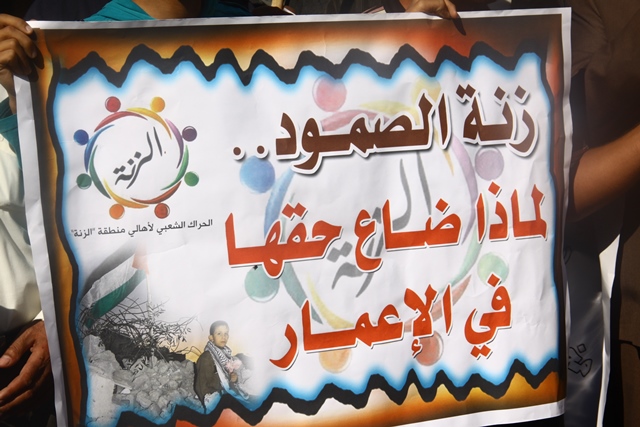 زنة الصمود..
لماذا ضاع حقها
في الإعمار
الزنة
الحراك الشعبي لأهالي منطقة "الزنة"